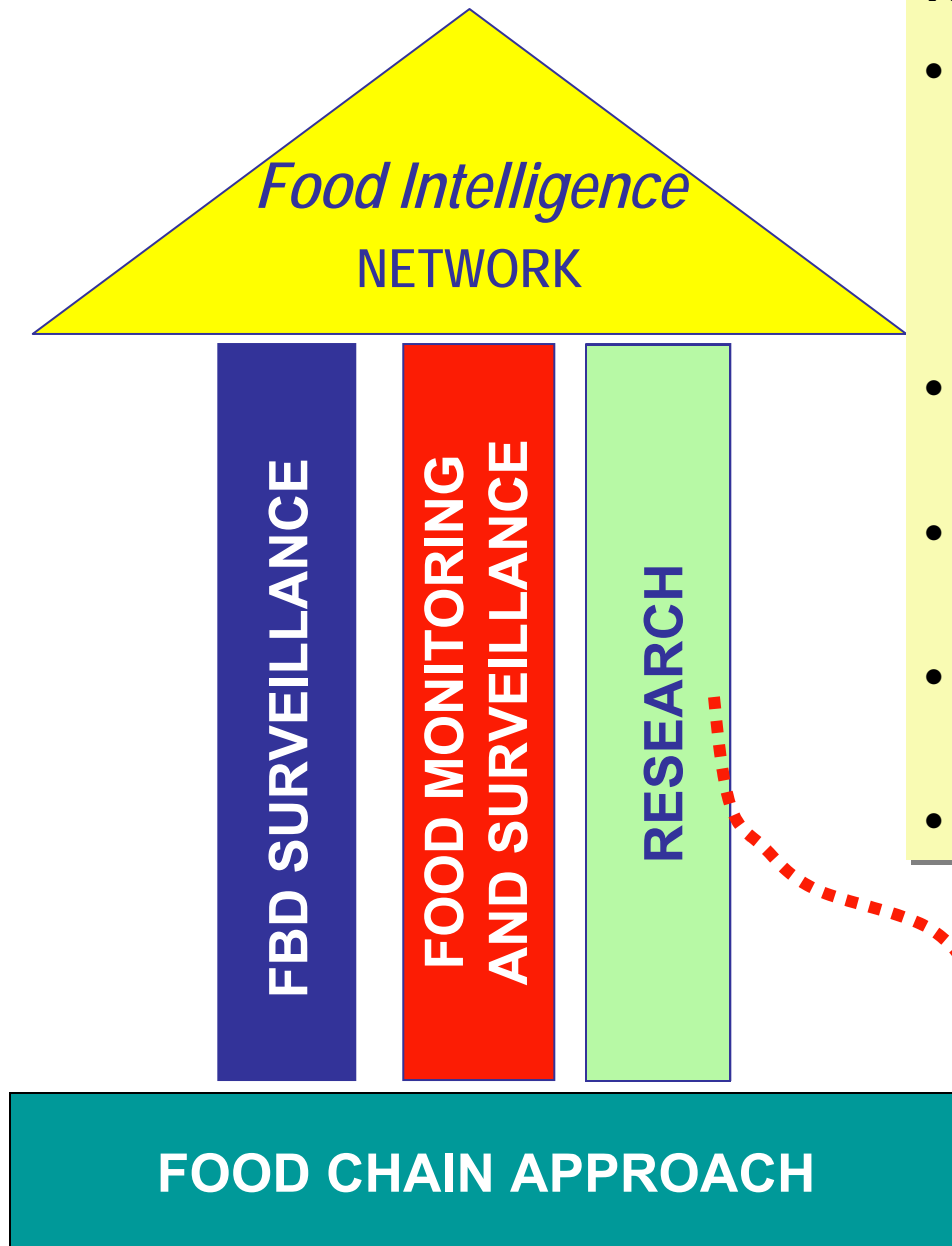 Food Intelligence
NETWORK
FBD SURVEILLANCE
FOOD MONITORING
AND SURVEILLANCE
RESEARCH
FOOD CHAIN APPROACH